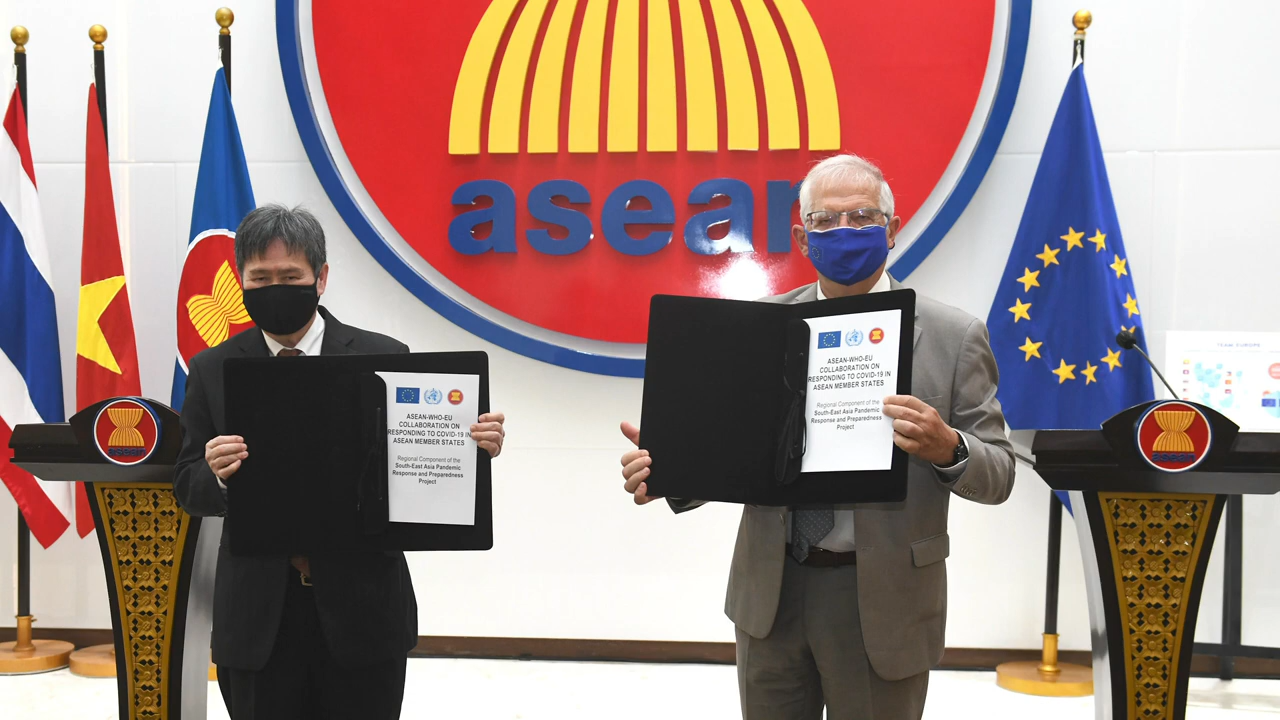 asean
ASEAN-WHO-EU
COLLABORATION ON
RESPONDING TO COVID-19 IN
ASEAN MEMBER STATES
Regional Component of the
South-East Asia Pandemic
Response and Preparedness
Project
ASEAN-WHO-EU
COLLABORATION ON
RESPONDING TO COVID-19 IN
ASEAN MEMBER STATES
Regional Component of the
South-East Asia Pandemic
Response and Preparedness
Project
TEAM EUROPE
asean
asean